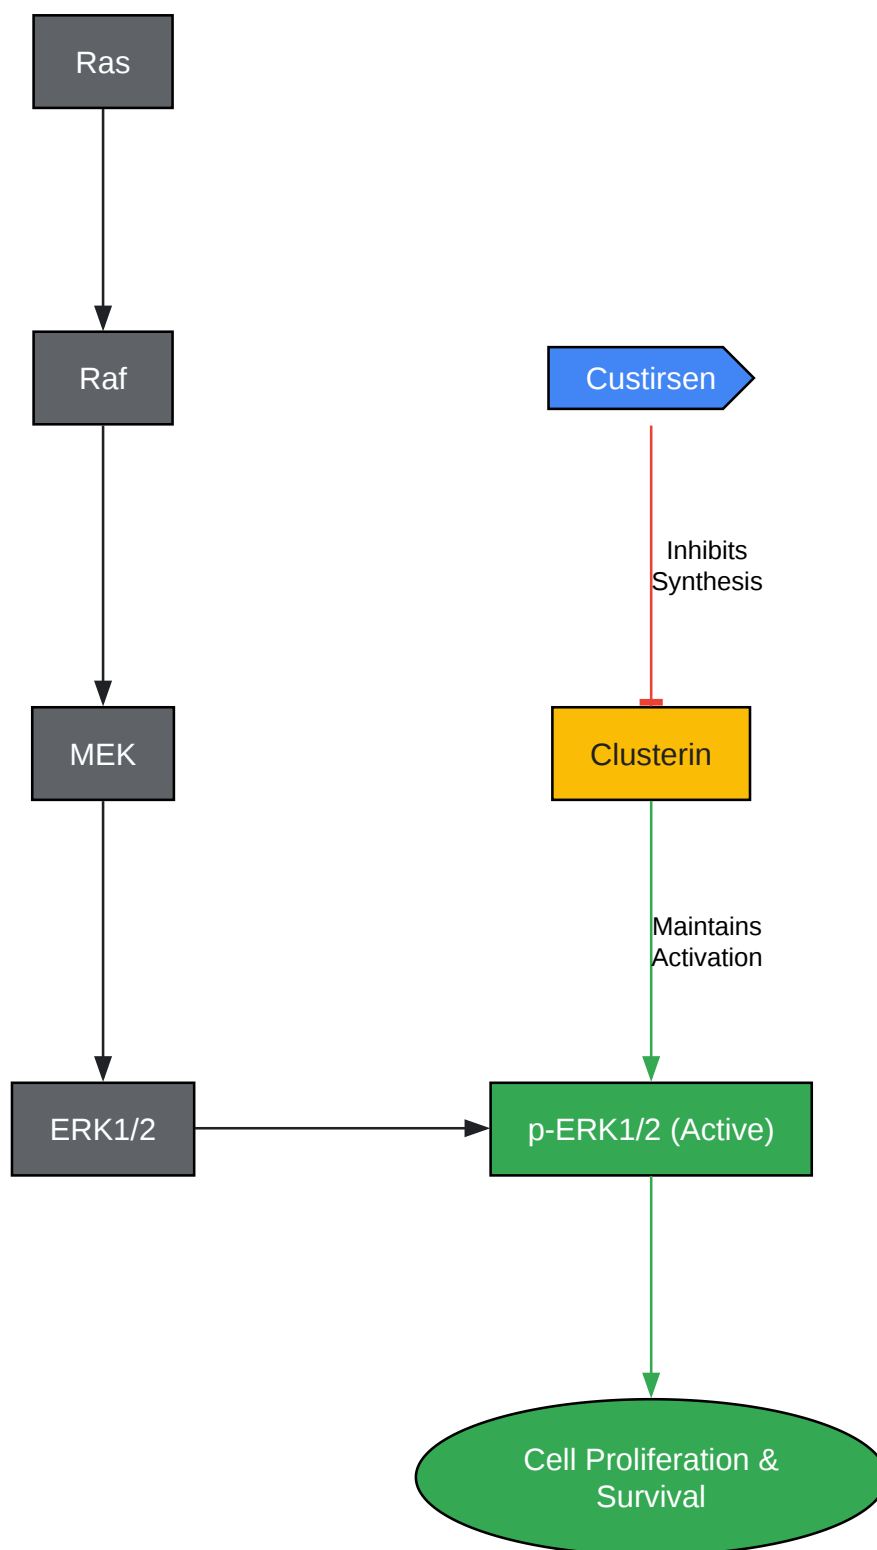 Ras
Raf
Custirsen
Inhibits
Synthesis
MEK
Clusterin
Maintains
Activation
ERK1/2
p-ERK1/2 (Active)
Cell Proliferation &
Survival